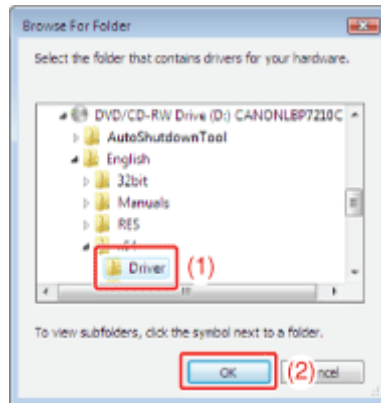 Browse For Folder
Select the folder that contains drivers for your hardware.
DVD/CD-RW Drive (D:) CANONLBP7210C
AutoShutdownTool
English
32bit
Manuals
RES
Driver
(1)
To view subfolders, click the symbol next to a folder.
OK
(2)